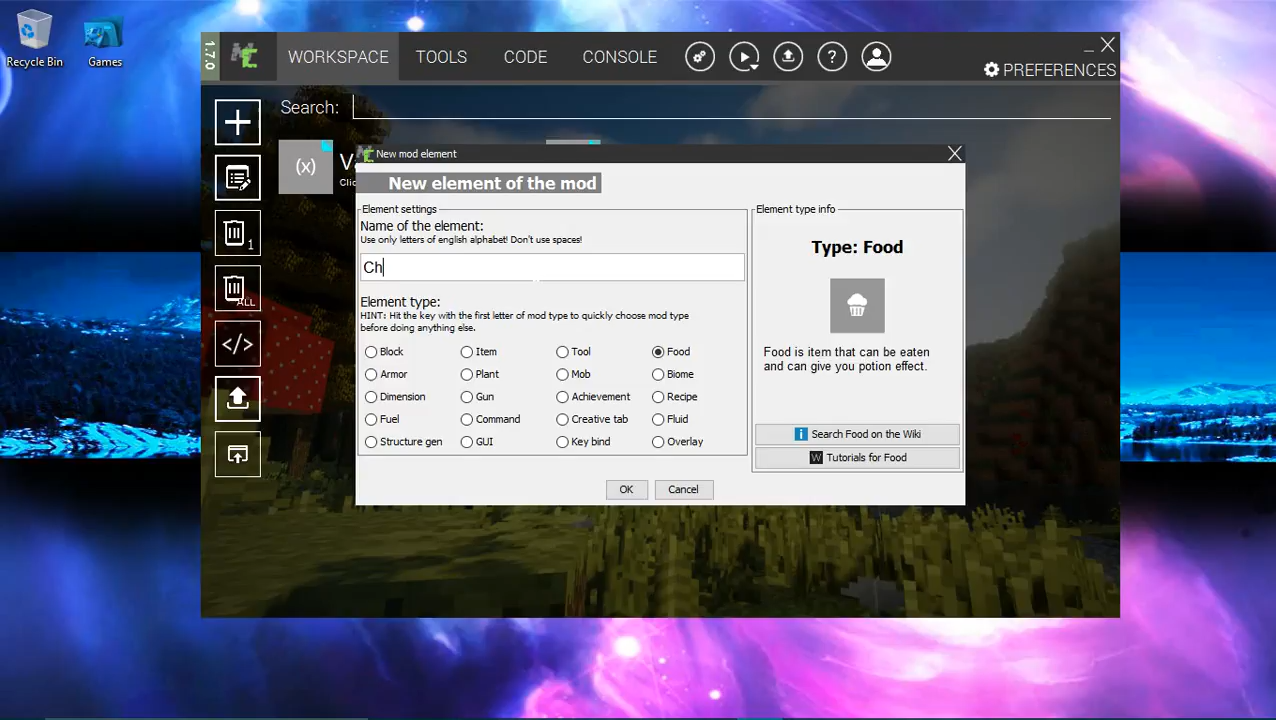 Recycle Bin
Games
1.7.0
WORKSPACE
TOOLS
CODE
CONSOLE
?
PREFERENCES
Search:
1
ALL
</>
(x)
New mod element
New element of the mod
Element settings
Name of the element:
Use only letters of english alphabet! Don't use spaces!
Ch
Element type:
HINT: Hit the key with the first letter of mod type to quickly choose mod type
before doing anything else.
Block
Item
Tool
Food
Armor
Plant
Mob
Biome
Dimension
Gun
Achievement
Recipe
Fuel
Command
Creative tab
Fluid
Structure gen
GUI
Key bind
Overlay
Element type info
Type: Food
Food is item that can be eaten
and can give you potion effect.
i Search Food on the Wiki
W Tutorials for Food
OK
Cancel